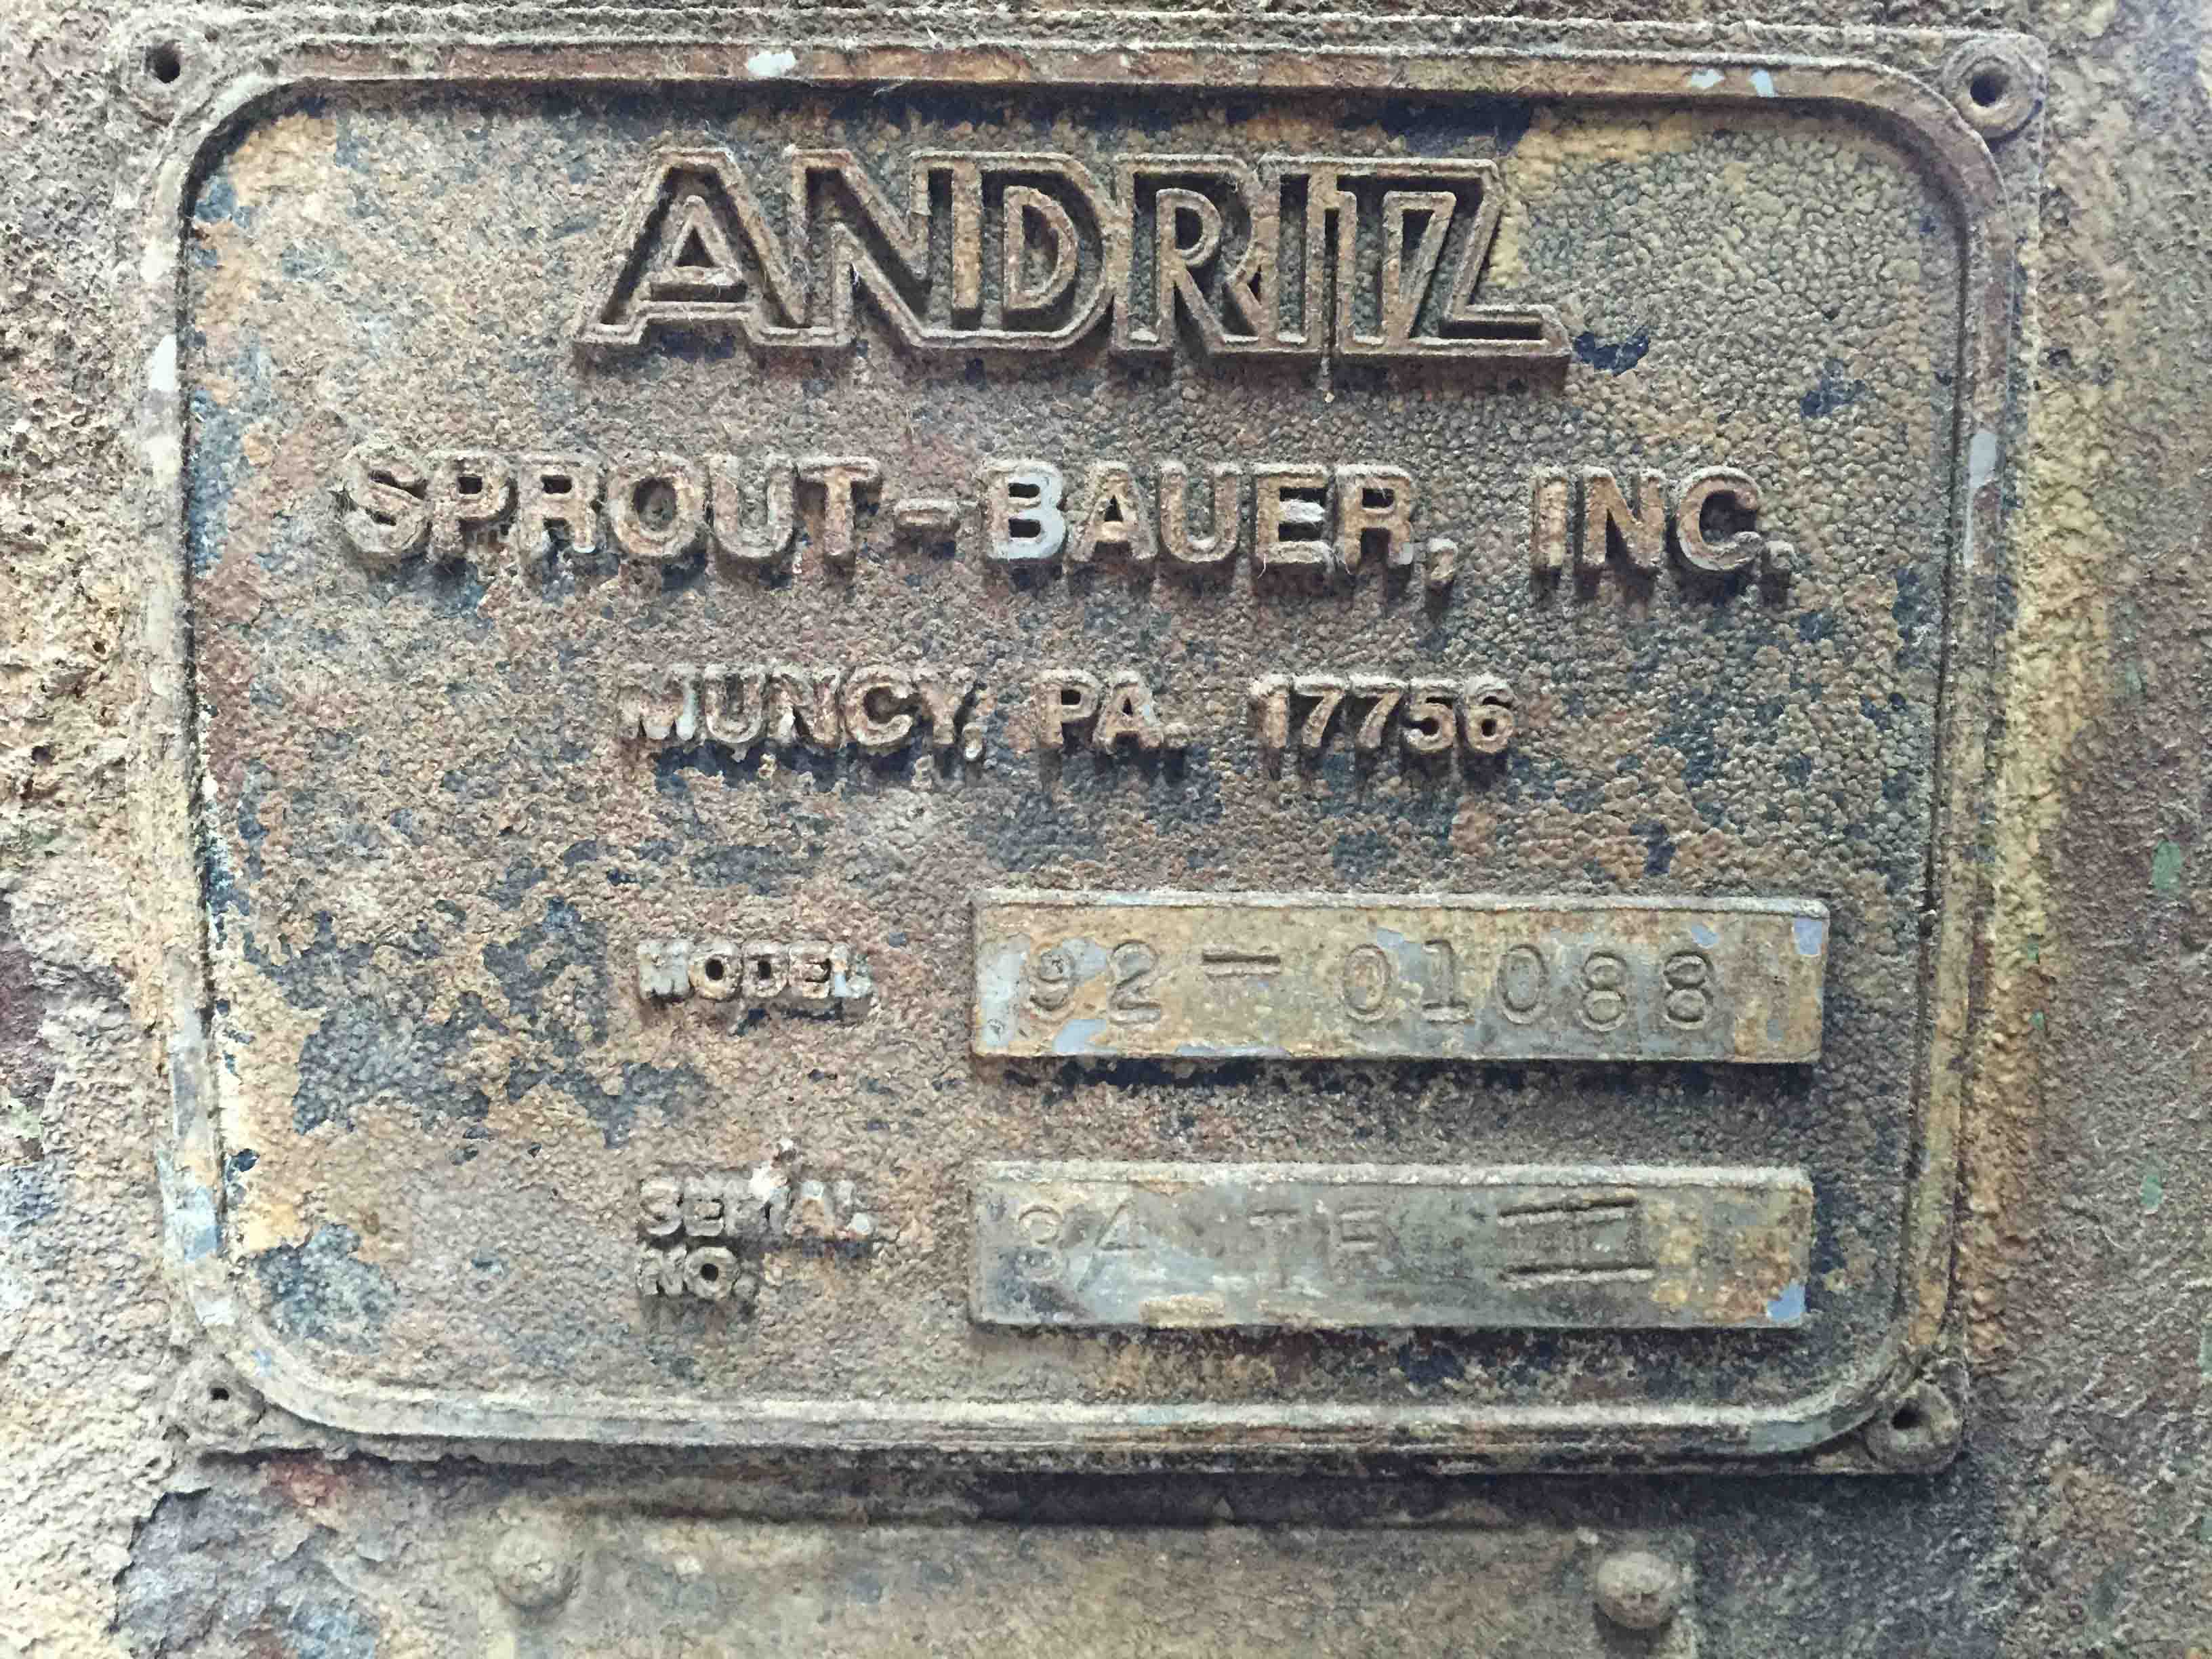 ANDRITZ
SPROUT-BAUER, INC.
MUNCY, PA. 17756
MODEL 92-01088
SERIAL
NO.